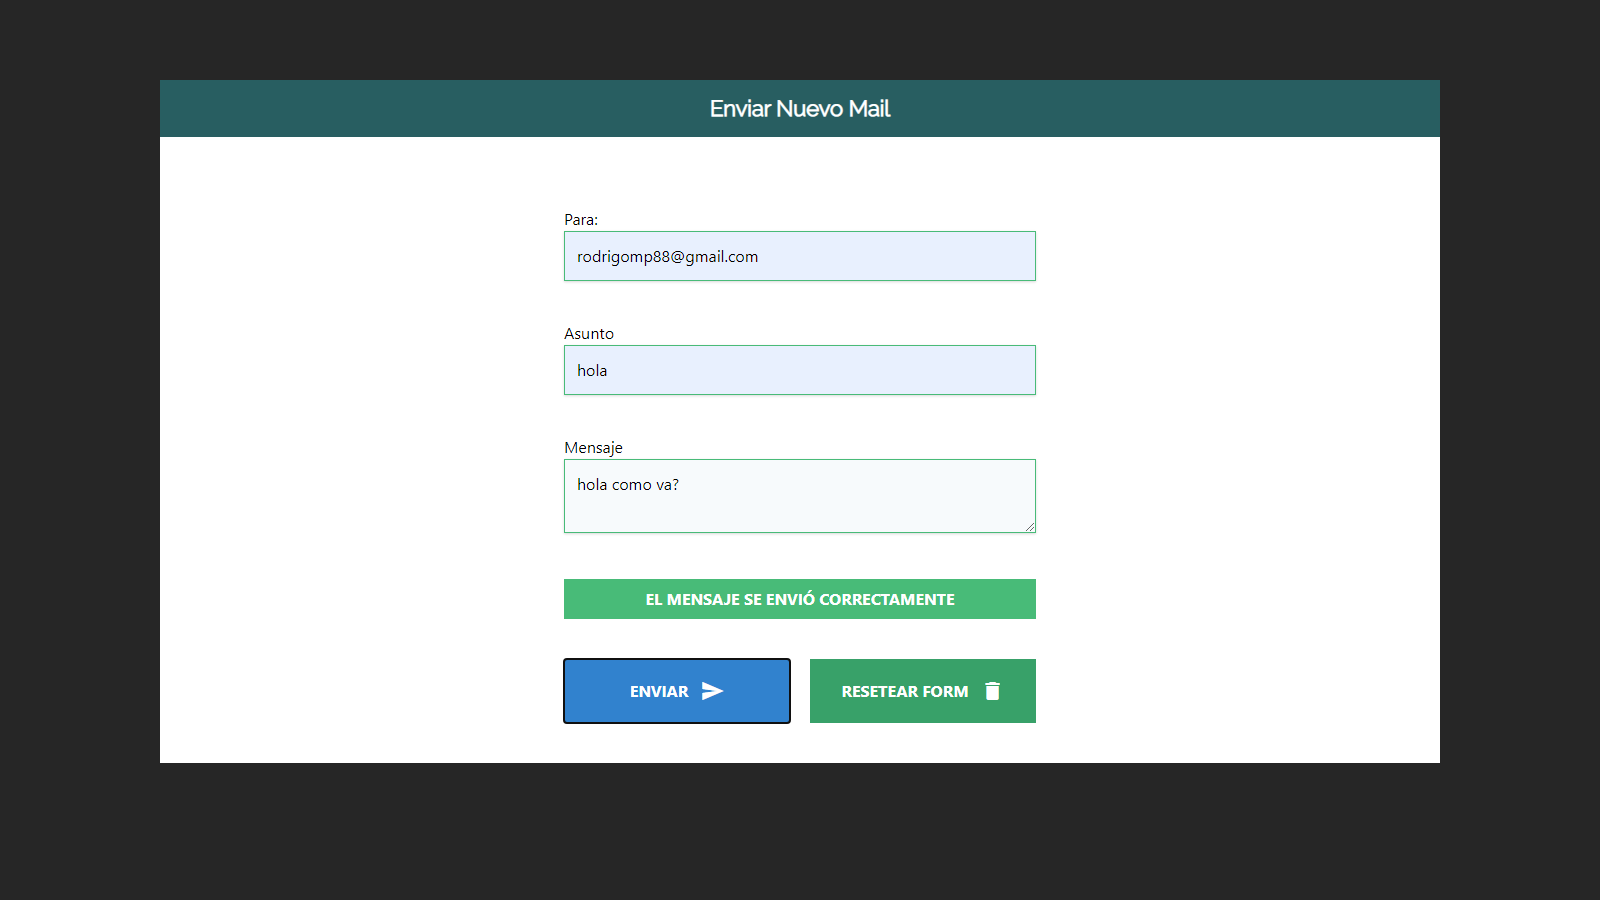 Enviar Nuevo Mail
Para:
rodrigomp88@gmail.com
Asunto
hola
Mensaje
hola como va?
EL MENSAJE SE ENVIÓ CORRECTAMENTE
ENVIAR
RESETEAR FORM